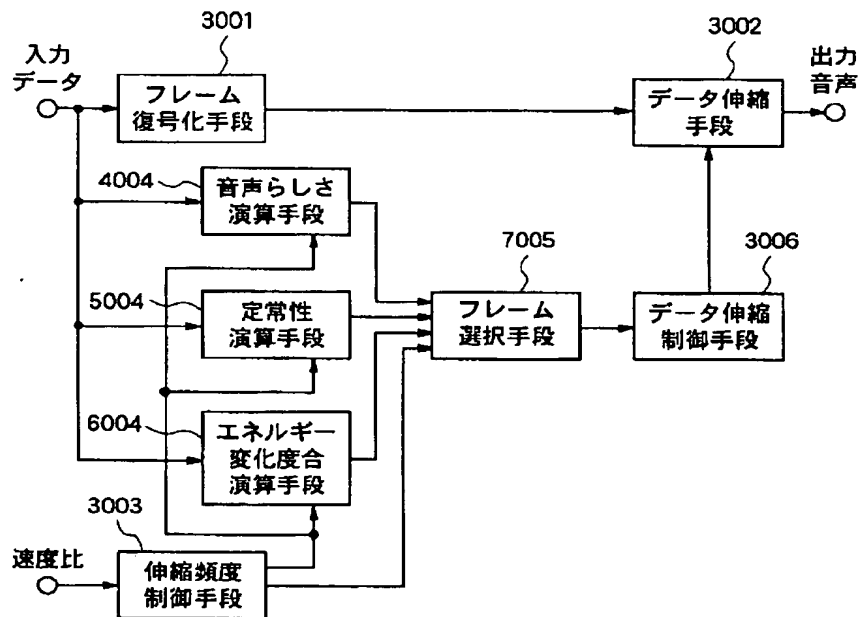 3001
3002
入力
データ
出力
音声
フレーム
復号化手段
データ伸縮
手段
4004
音声らしさ
演算手段
7005
3006
5004
定常性
演算手段
フレーム
選択手段
データ伸縮
制御手段
6004
エネルギー
変化度合
演算手段
3003
速度比
伸縮頻度
制御手段